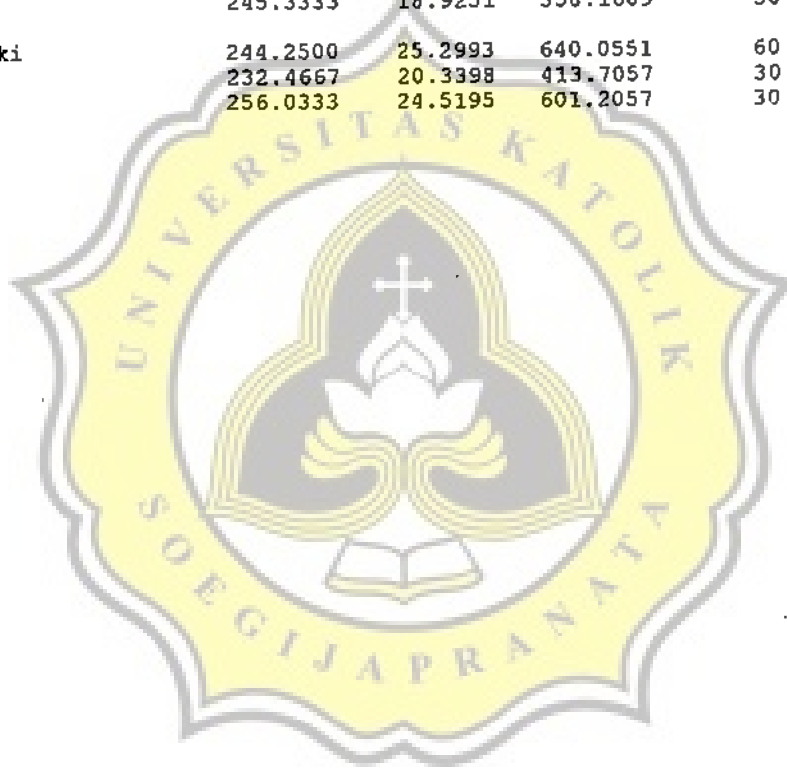 ki 244.2500 25.2993 640.0551 60
232.4667 20.3398 413.7057 30
256.0333 24.5195 601.2057 30
UNIVERSITAS KATOLIK
SOEGIJAPRANATA